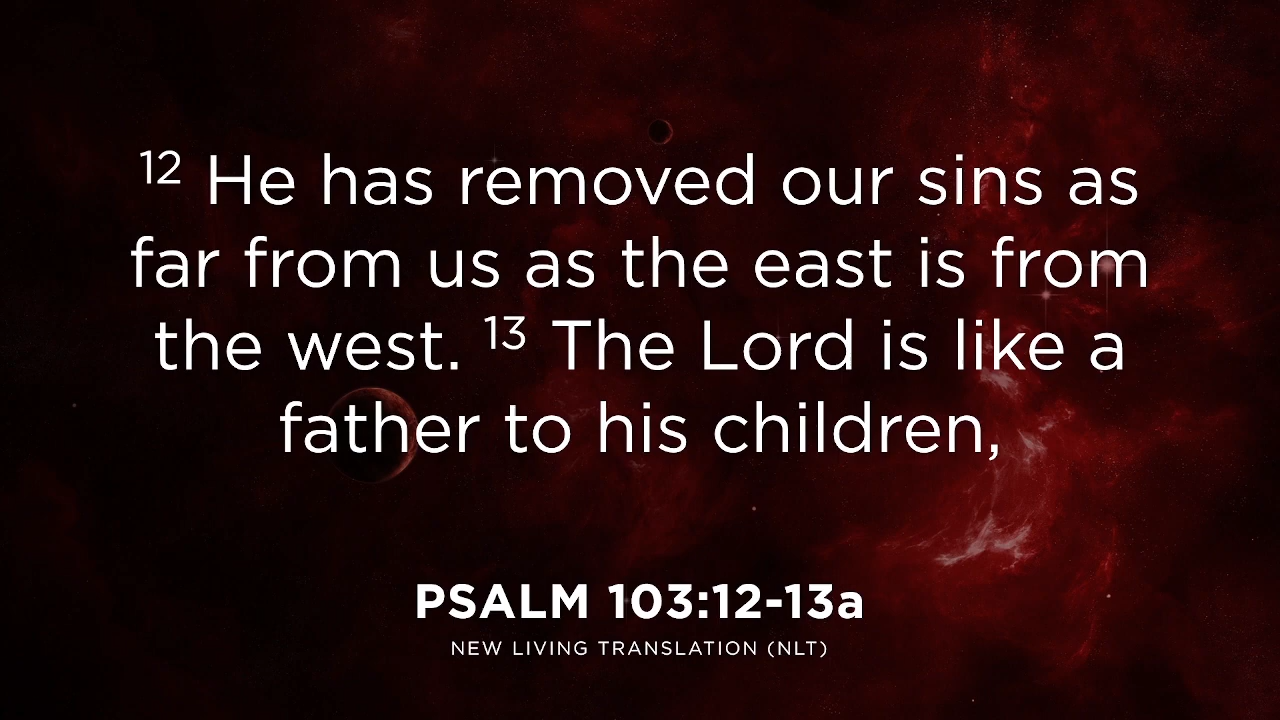 12 He has removed our sins as
far from us as the east is from
the west. 13 The Lord is like a
father to his children,
PSALM 103:12-13a
NEW LIVING TRANSLATION (NLT)